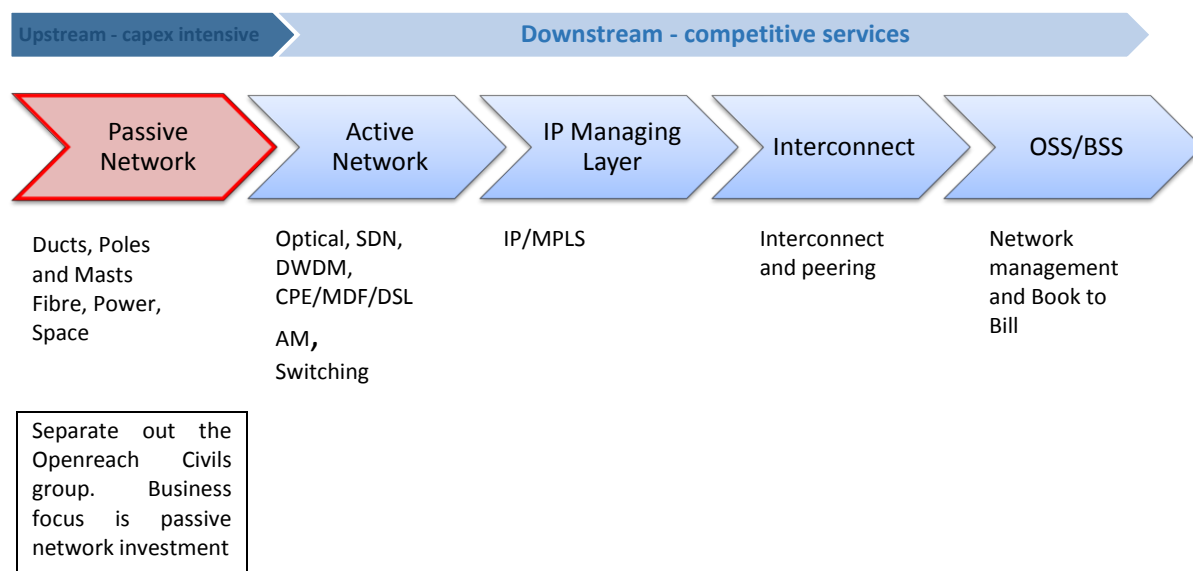 Upstream - capex intensive
Downstream - competitive services
Passive
Network
Active
Network
IP Managing
Layer
Interconnect
OSS/BSS
Ducts, Poles
and Masts
Fibre, Power,
Space
Optical, SDN,
DWDM,
CPE/MDF/DSL
AM,
Switching
IP/MPLS
Interconnect
and peering
Network
management
and Book to
Bill
Separate out the
Openreach Civils
group. Business
focus is passive
network investment